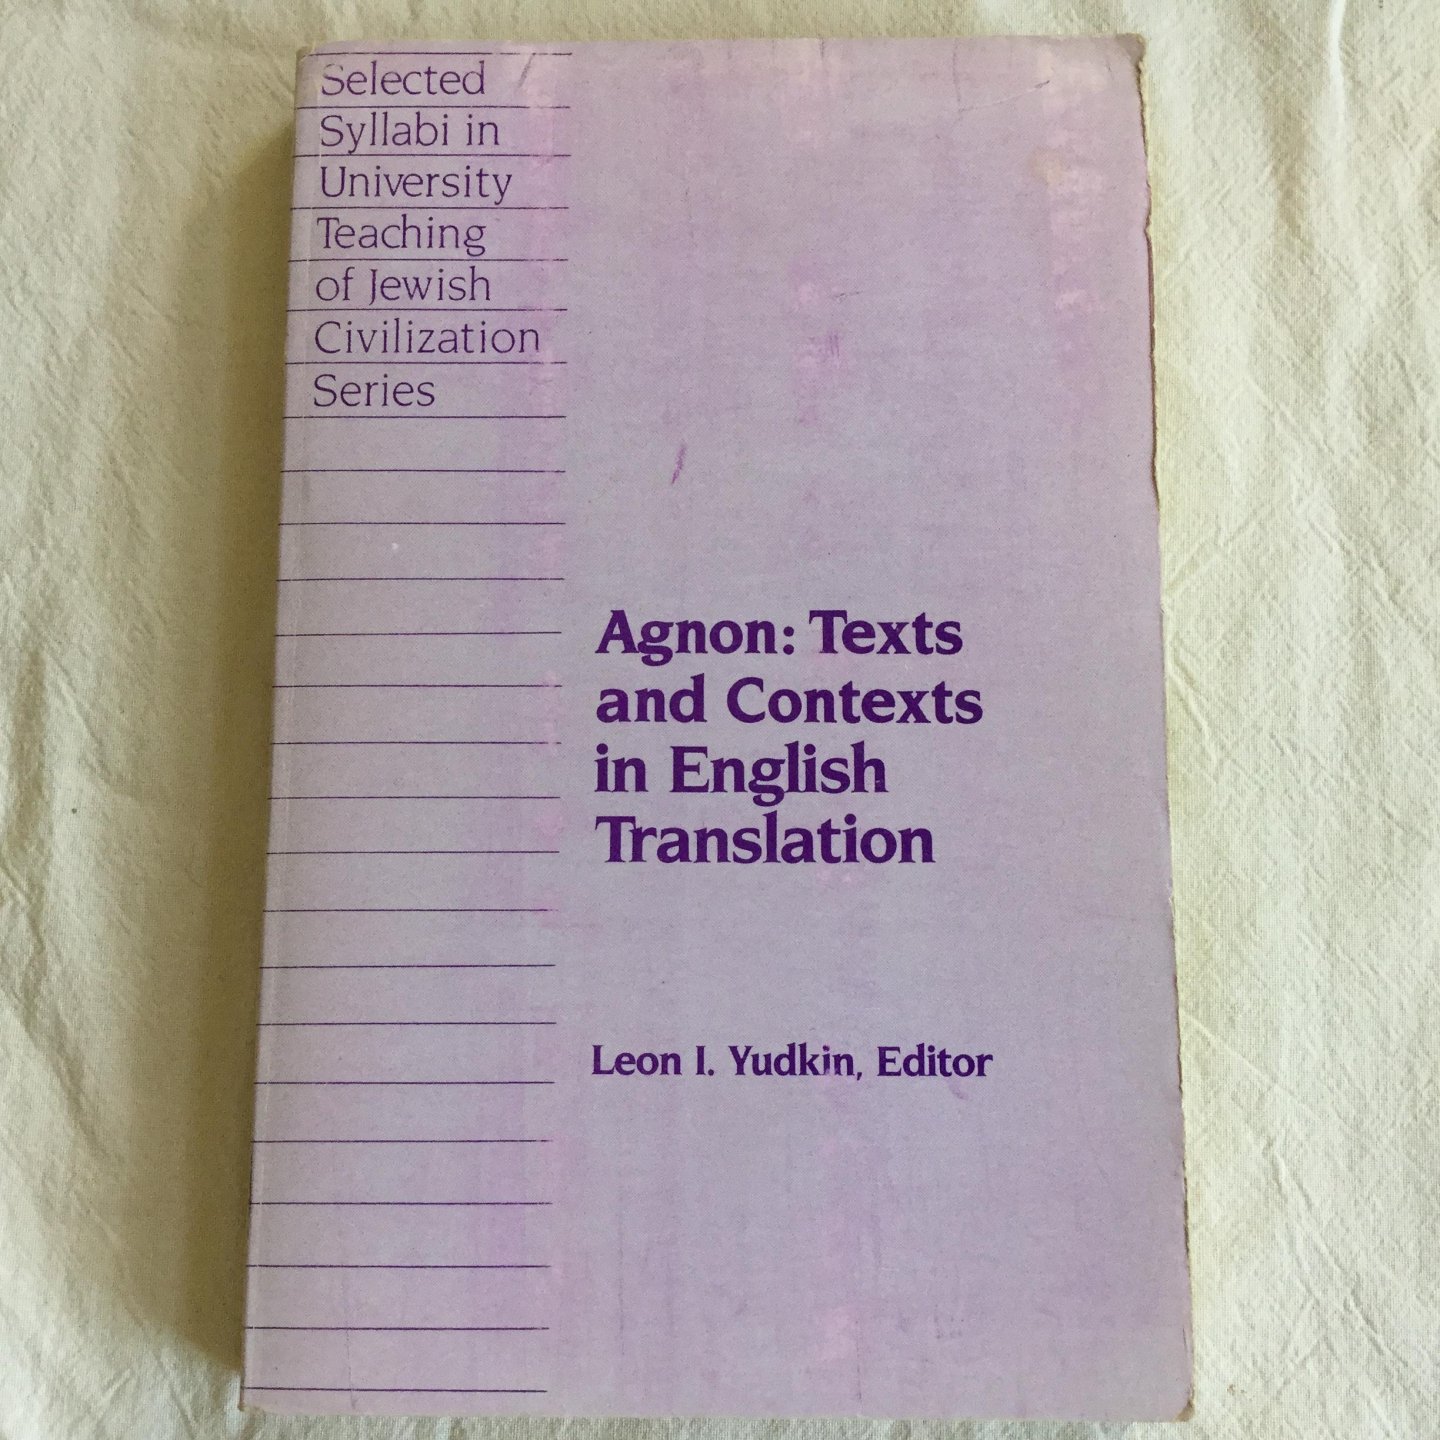 Selected
Syllabi in
University
Teaching
of Jewish
Civilization
Series
Agnon: Texts
and Contexts
in English
Translation
Leon I. Yudkin, Editor